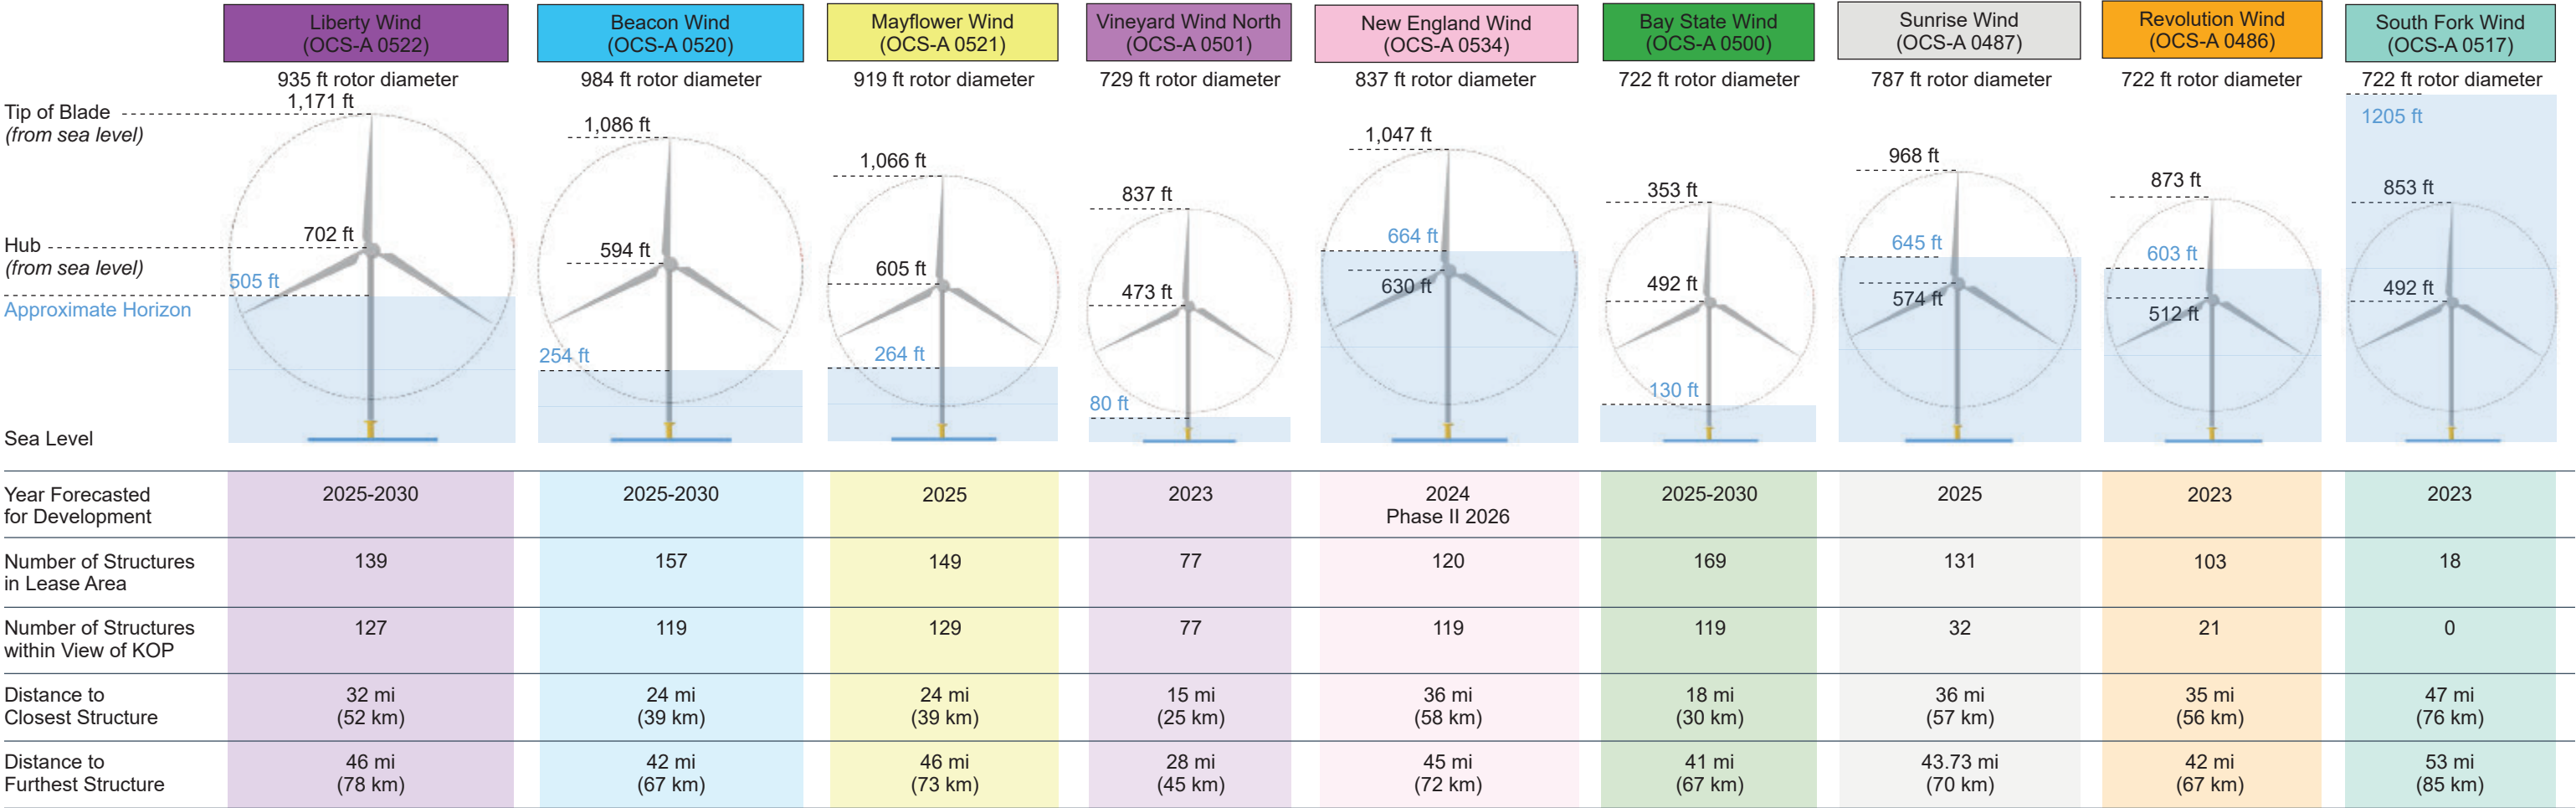 Liberty Wind
(OCS-A 0522)
Beacon Wind
(OCS-A 0520)
Mayflower Wind
(OCS-A 0521)
Vineyard Wind North
(OCS-A 0501)
New England Wind
(OCS-A 0534)
Bay State Wind
(OCS-A 0500)
Sunrise Wind
(OCS-A 0487)
Revolution Wind
(OCS-A 0486)
South Fork Wind
(OCS-A 0517)
935 ft rotor diameter
984 ft rotor diameter
919 ft rotor diameter
729 ft rotor diameter
837 ft rotor diameter
722 ft rotor diameter
787 ft rotor diameter
722 ft rotor diameter
722 ft rotor diameter
Tip of Blade
(from sea level)
Hub
(from sea level)
Approximate Horizon
Sea Level
1,171 ft
702 ft
505 ft
1,086 ft
594 ft
254 ft
1,066 ft
605 ft
264 ft
837 ft
473 ft
80 ft
1,047 ft
664 ft
630 ft
353 ft
492 ft
130 ft
968 ft
645 ft
574 ft
873 ft
603 ft
512 ft
1205 ft
853 ft
492 ft
Year Forecasted
for Development
2025-2030
2025-2030
2025
2023
2024
Phase II 2026
2025-2030
2025
2023
2023
Number of Structures
in Lease Area
139
157
149
77
120
169
131
103
18
Number of Structures
within View of KOP
127
119
129
77
119
119
32
21
0
Distance to
Closest Structure
32 mi
(52 km)
24 mi
(39 km)
24 mi
(39 km)
15 mi
(25 km)
36 mi
(58 km)
18 mi
(30 km)
36 mi
(57 km)
35 mi
(56 km)
47 mi
(76 km)
Distance to
Furthest Structure
46 mi
(78 km)
42 mi
(67 km)
46 mi
(73 km)
28 mi
(45 km)
45 mi
(72 km)
41 mi
(67 km)
43.73 mi
(70 km)
42 mi
(67 km)
53 mi
(85 km)